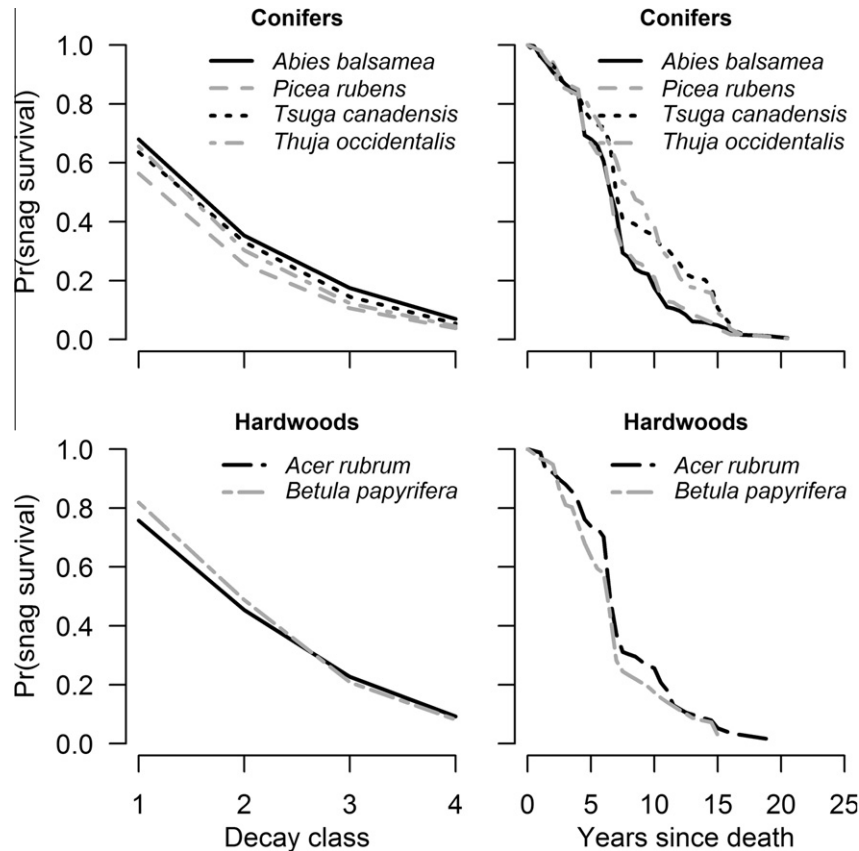 Conifers
Pr(snag survival)
1.0
0.8
0.6
0.4
0.2
0.0
Abies balsamea
Picea rubens
Tsuga canadensis
Thuja occidentalis
Conifers
Abies balsamea
Picea rubens
Tsuga canadensis
Thuja occidentalis
Hardwoods
Pr(snag survival)
1.0
0.8
0.6
0.4
0.2
0.0
Acer rubrum
Betula papyrifera
1 2 3 4
Decay class
Hardwoods
Acer rubrum
Betula papyrifera
0 5 10 15 20 25
Years since death